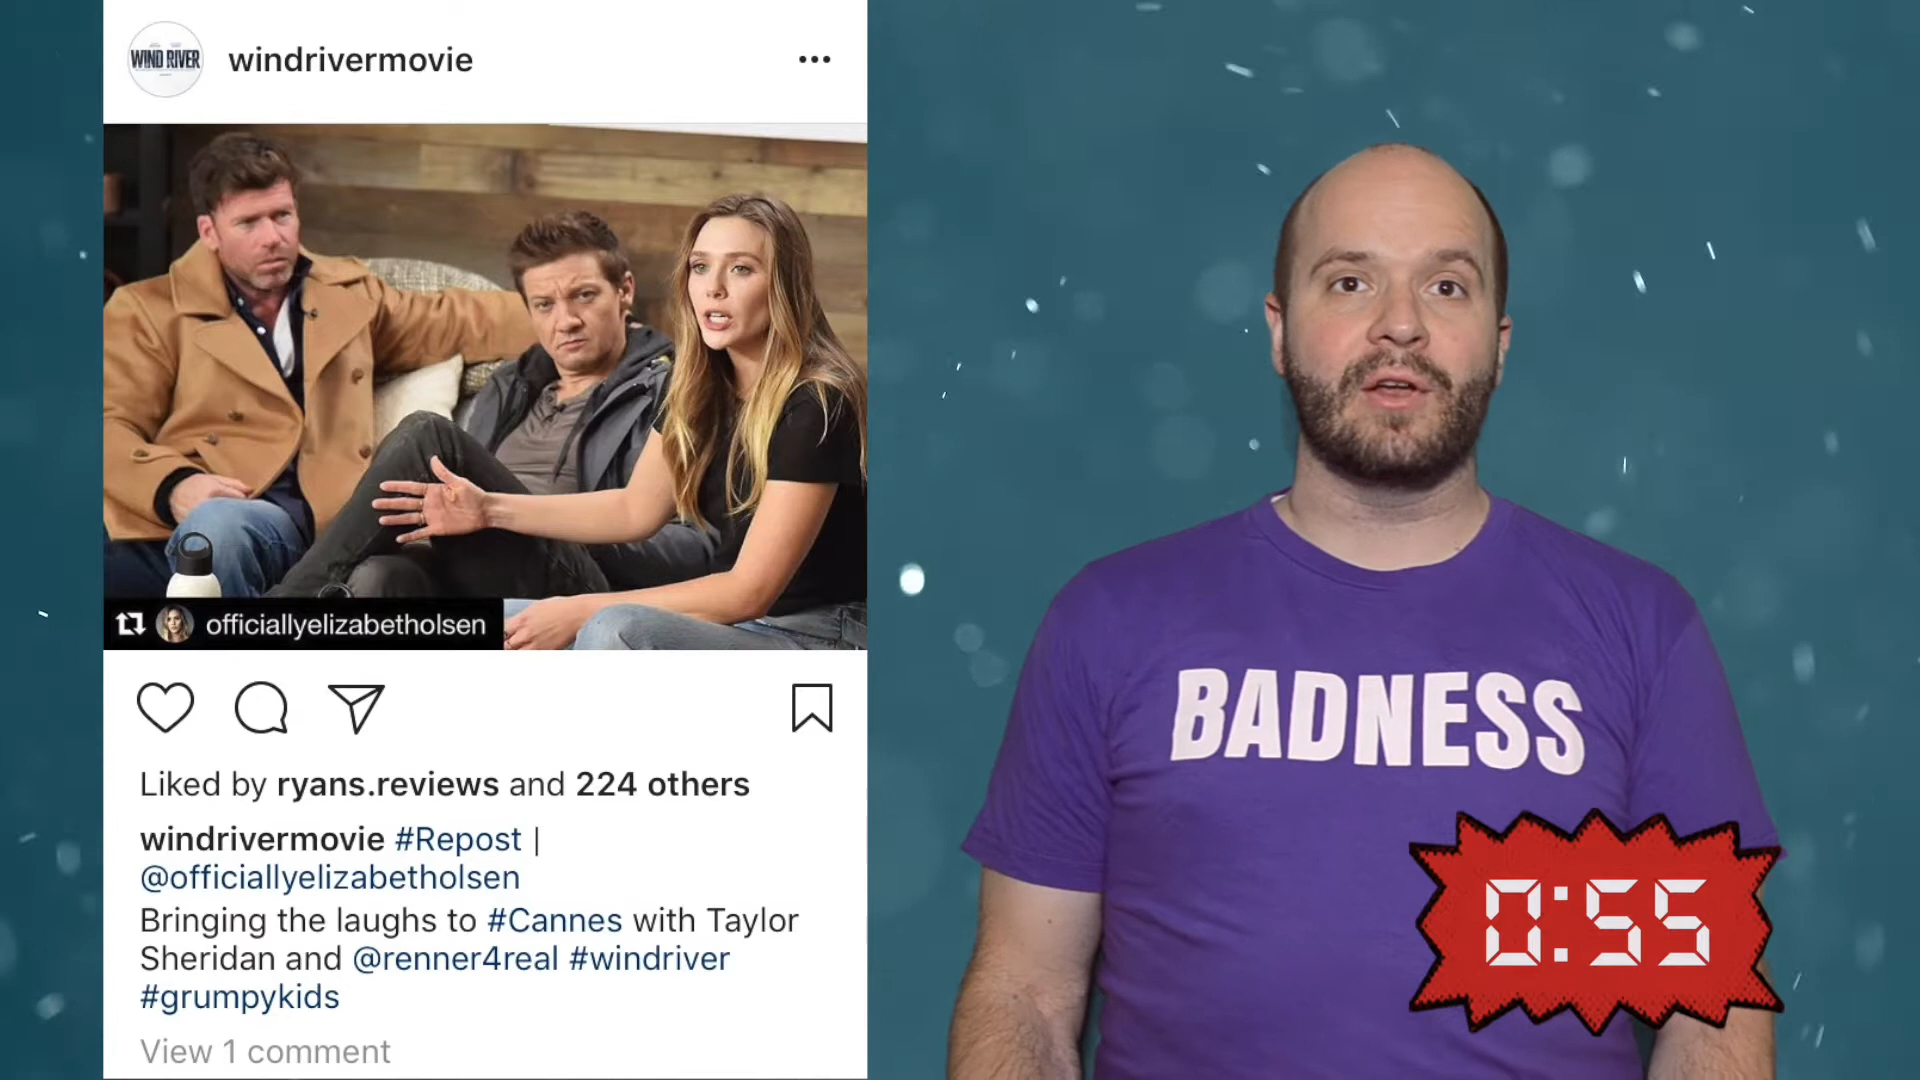 WIND RIVER
windrivermovie
officiallyelizabetholsen
Liked by ryans.reviews and 224 others
windrivermovie #Repost |
@officiallyelizabetholsen
Bringing the laughs to #Cannes with Taylor
Sheridan and @renner4real #windriver
#grumpykids
View 1 comment
BADNESS
0:55